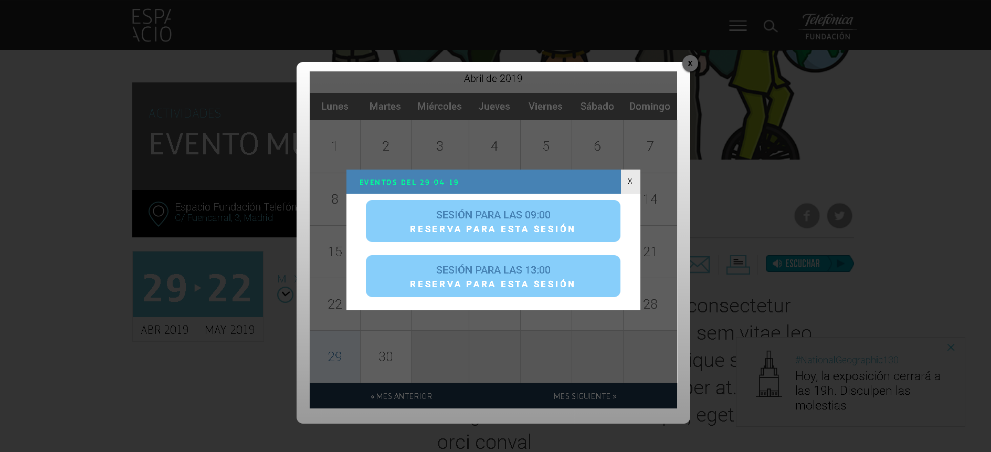 ESPA
ACIO
Telefónica
FUNDACIÓN
X
Abril de 2019
Lunes Martes Miércoles Jueves Viernes Sábado Domingo
ACTIVIDADES
1 2 3 4 5 6 7
EVENTO MU
EVENTOS DEL 29-04-19
X
8 14
Espacio Fundación Telefon
C/ Fuencarral, 3, Madrid
SESIÓN PARA LAS 09:00
RESERVA PARA ESTA SESIÓN
15 21
SESIÓN PARA LAS 13:00
RESERVA PARA ESTA SESIÓN
ESCUCHAR
29 22
ABR 2019 MAY 2019
22 28
consectetur
sem vitae leo
29 30
que s
per at.
eget
orci conval
« MES ANTERIOR MES SIGUIENTE »
@NationalGeographic130
Hoy, la exposición cerrará a
las 19h. Disculpen las
molestias